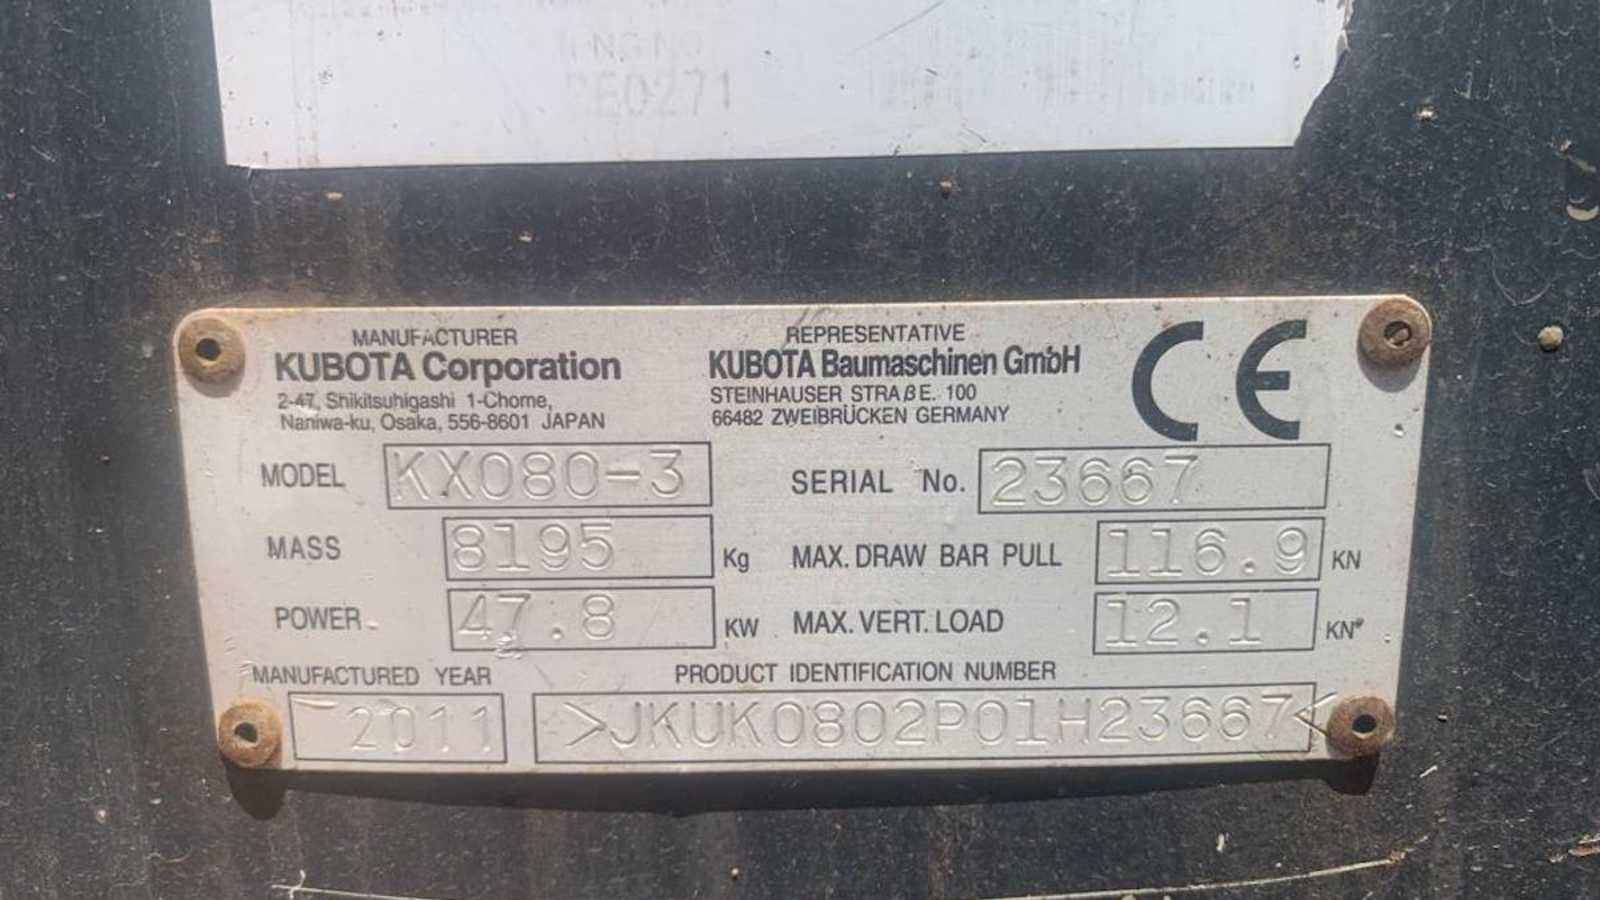 ENG NO
E0271
MANUFACTURER
KUBOTA Corporation
2-47, Shikitsuhigashi 1-Chome,
Naniwa-ku, Osaka, 556-8601 JAPAN
REPRESENTATIVE
KUBOTA Baumaschinen GmbH
STEINHAUSER STRAßE. 100
66482 ZWEIBRÜCKEN GERMANY
CE
MODEL KX080-3 SERIAL No. 23667
MASS 8195 Kg MAX. DRAW BAR PULL 116.9 KN
POWER 47.8 KW MAX. VERT. LOAD 12.1 KN
MANUFACTURED YEAR PRODUCT IDENTIFICATION NUMBER
2011 >JKUK0802P01H23667<